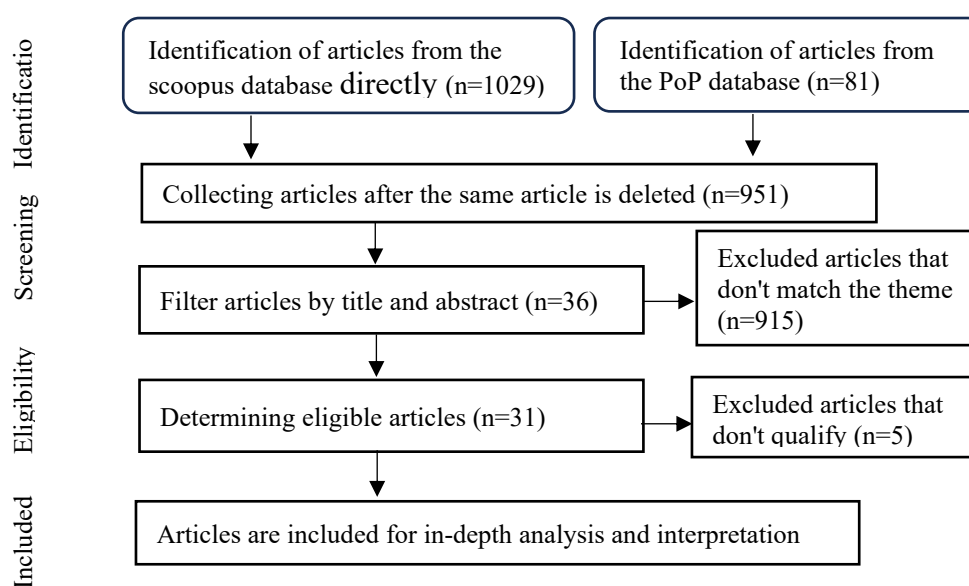 Identificatio
Identification of articles from the
scoopus database directly (n=1029)
Identification of articles from
the PoP database (n=81)
Screening
Collecting articles after the same article is deleted (n=951)
Filter articles by title and abstract (n=36)
Excluded articles that
don't match the theme
(n=915)
Eligibility
Determining eligible articles (n=31)
Excluded articles that
don't qualify (n=5)
Included
Articles are included for in-depth analysis and interpretation